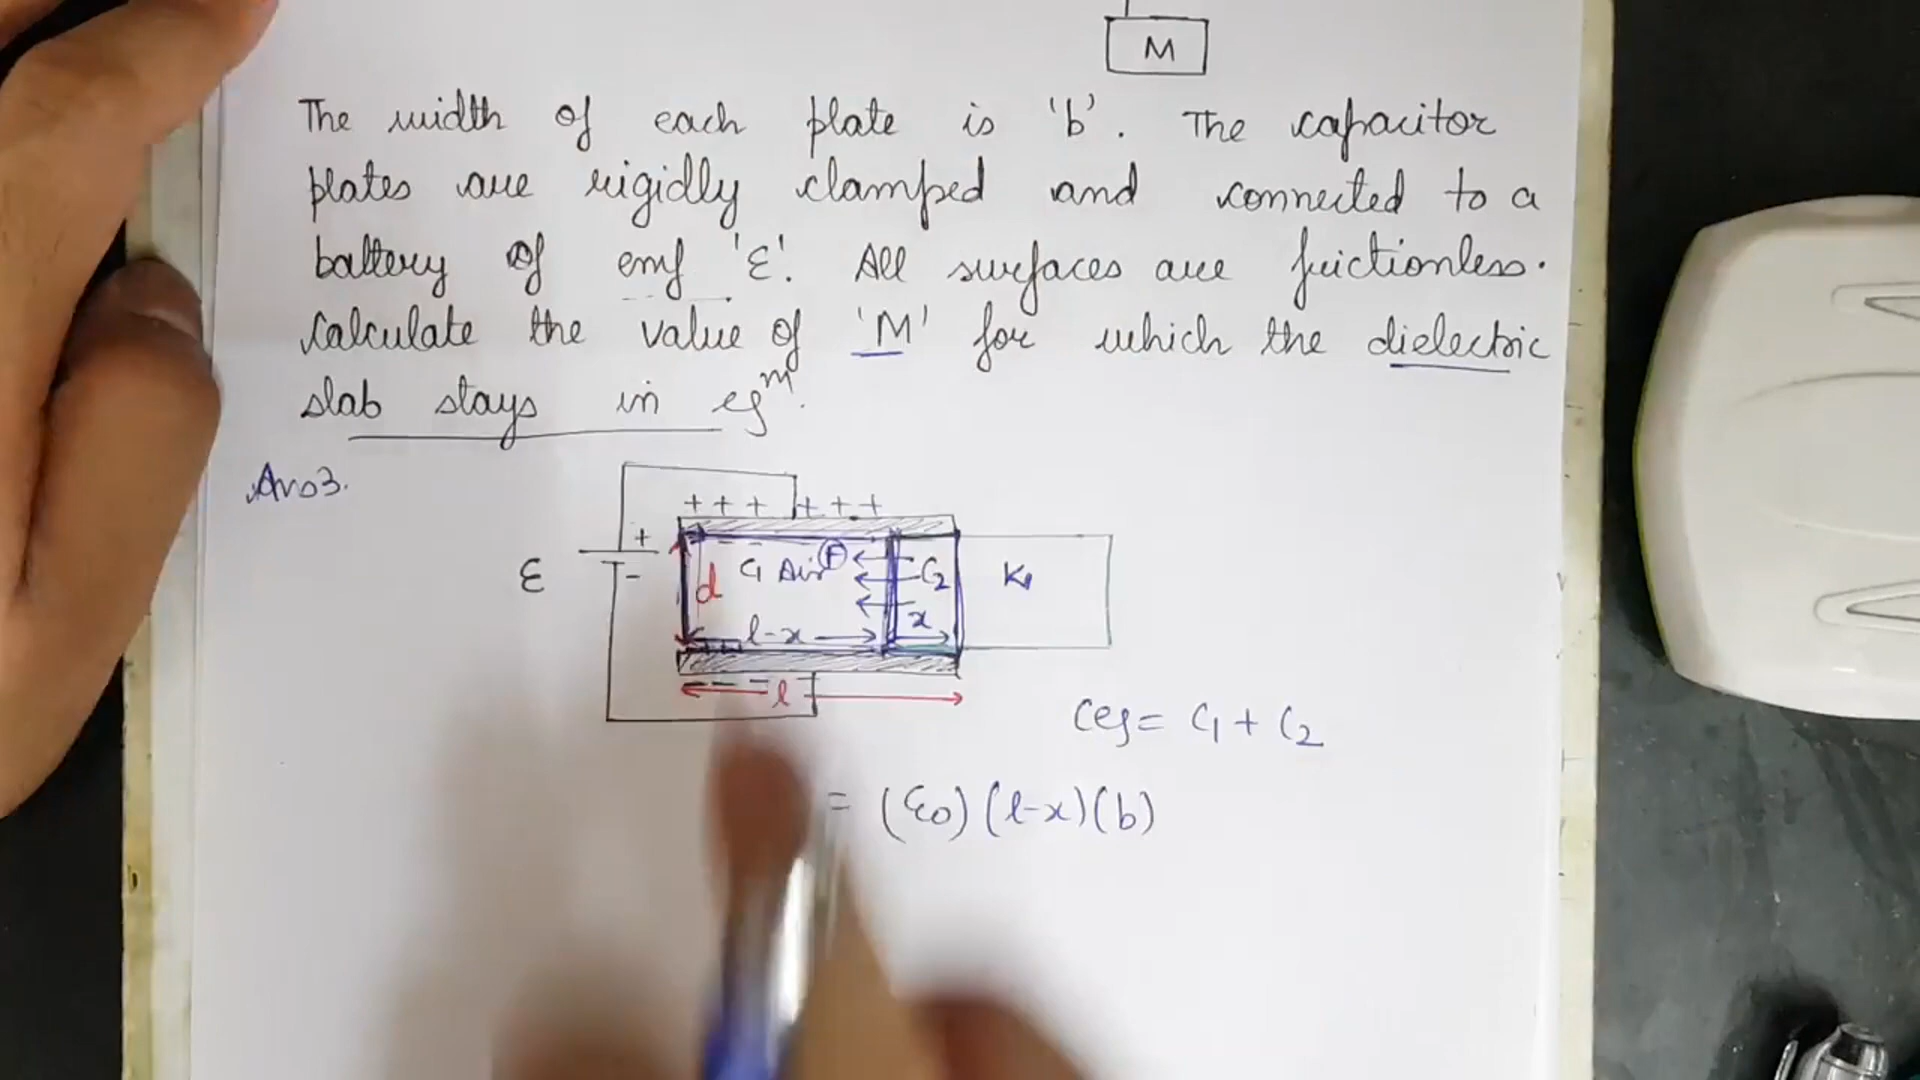 M
The width of each plate is 'b'. The capacitor
plates are rigidly clamped and connected to a
battery of emf 'ε'. All surfaces are frictionless.
Calculate the value of 'M' for which the dielectric
slab stays in eqᵐ.
Ans3.
+ + + + + +
+
ε
-
d
C₁ Air
F
C₂
K₁
l-x
x
- - -
l
Ceq = C₁ + C₂
= (ε₀)(l-x)(b)